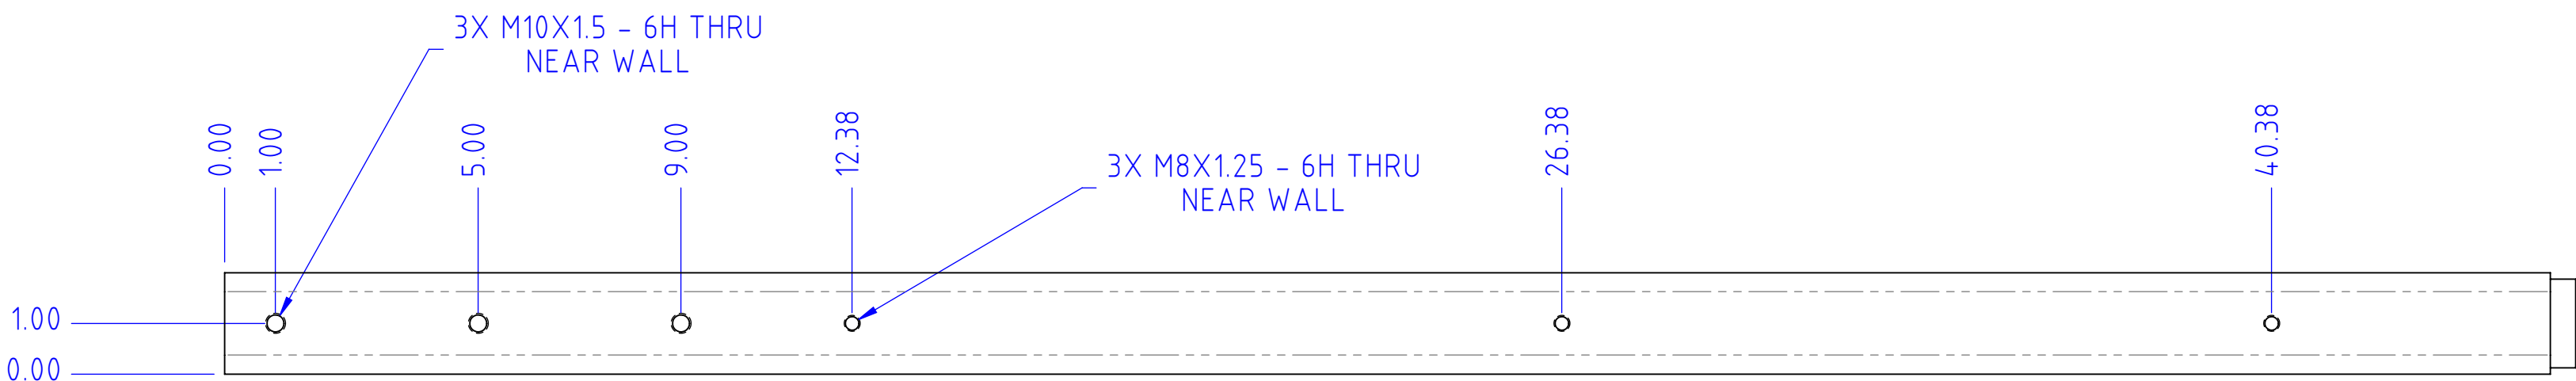 3X M10X1.5 - 6H THRU
NEAR WALL
0.00
1.00
5.00
9.00
12.38
3X M8X1.25 - 6H THRU
NEAR WALL
26.38
40.38
1.00
0.00